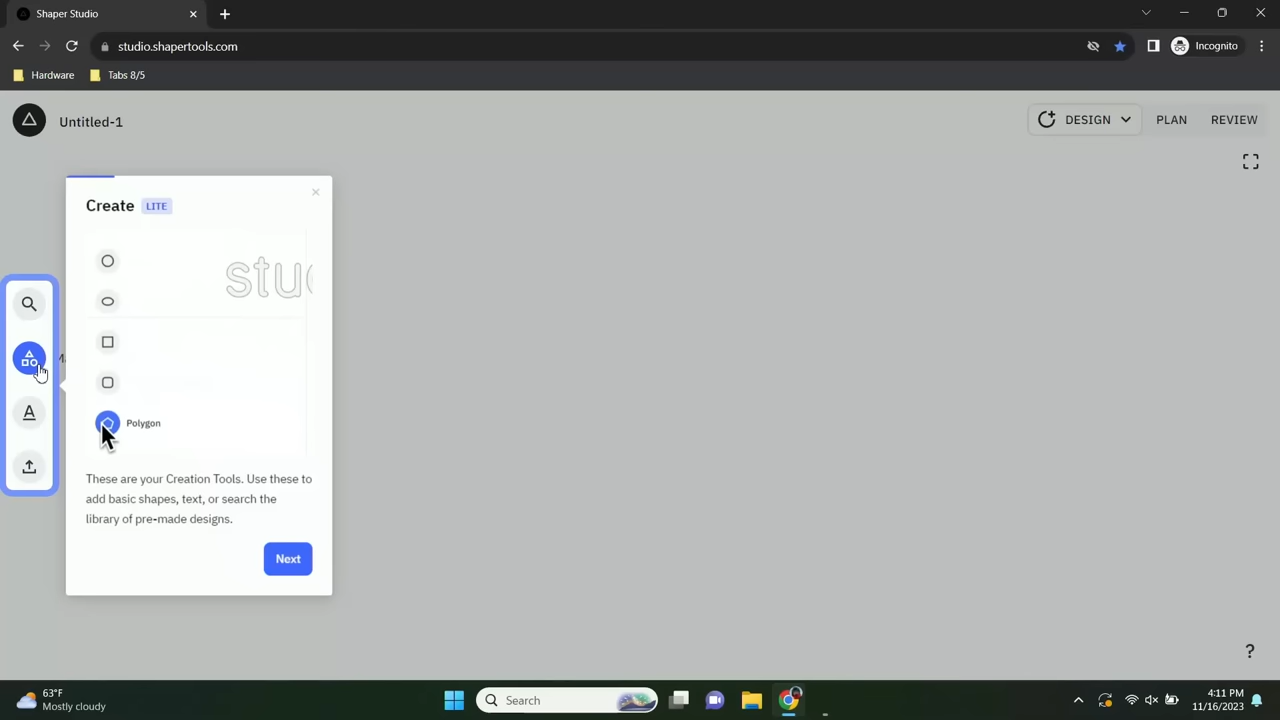 Shaper Studio
studio.shapertools.com
Incognito
Hardware
Tabs 8/5
Untitled-1
DESIGN
PLAN
REVIEW
Create LITE
Polygon
These are your Creation Tools. Use these to
add basic shapes, text, or search the
library of pre-made designs.
Next
?
63°F
Mostly cloudy
Search
4:11 PM
11/16/2023